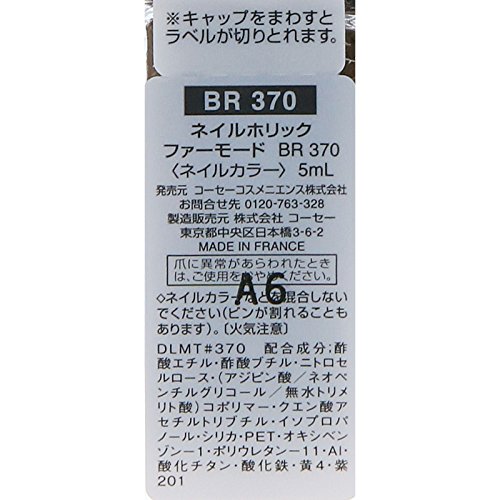 ※キャップをまわすと
ラベルが切りとれます。
BR 370
ネイルホリック
ファーモード BR 370
〈ネイルカラー〉5mL
発売元 コーセーコスメニエンス株式会社
お問合せ先 0120-763-328
製造販売元 株式会社 コーセー
東京都中央区日本橋3-6-2
MADE IN FRANCE
爪に異常があらわれたとき
は、ご使用をおやめください。
A6
◇ネイルカラーなどを混合しない
でください(ビンが割れることも
あります)。〔火気注意〕
DLMT#370 配合成分;酢
酸エチル・酢酸ブチル・ニトロセ
ルロース・(アジピン酸/ネオペ
ンチルグリコール/無水トリメ
リト酸)コポリマー・クエン酸ア
セチルトリブチル・イソプロパ
ノール・シリカ・PET・オキシベン
ゾン-1・ポリウレタン-11・Al・
酸化チタン・酸化鉄・黄4・紫
201